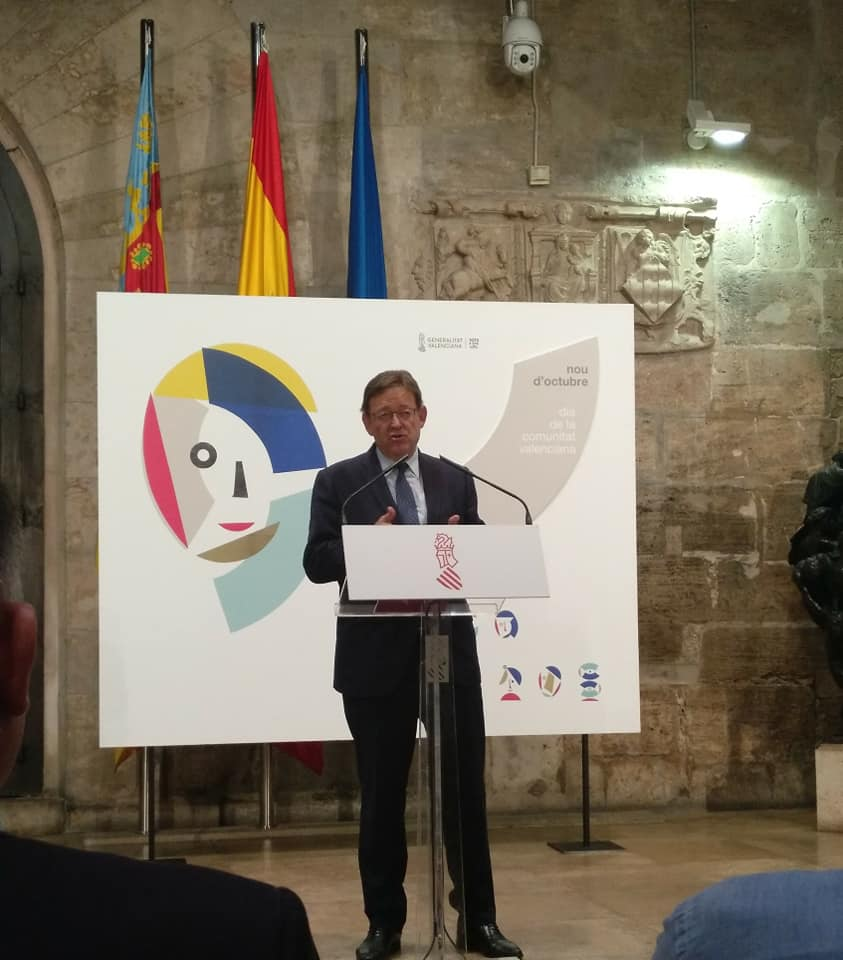 GENERALITAT
VALENCIANA
nou
d'octubre
dia
de la
comunitat
valenciana